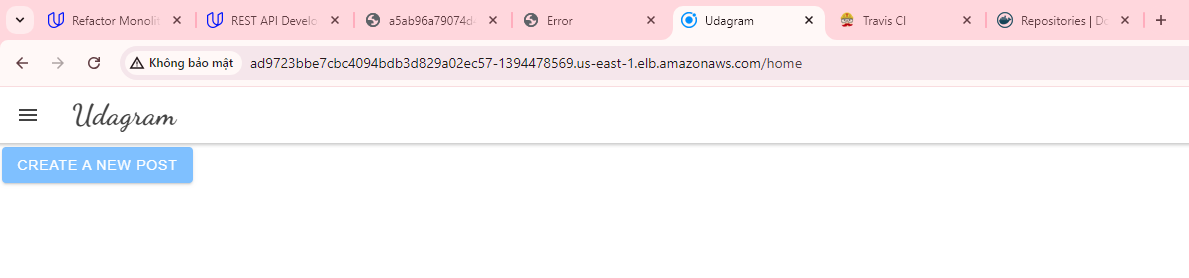 Refactor Monolit
REST API Develo
a5ab96a79074d4
Error
Udagram
Travis CI
Repositories | Do
Không bảo mật
ad9723bbe7cbc4094bdb3d829a02ec57-1394478569.us-east-1.elb.amazonaws.com/home
Udagram
CREATE A NEW POST